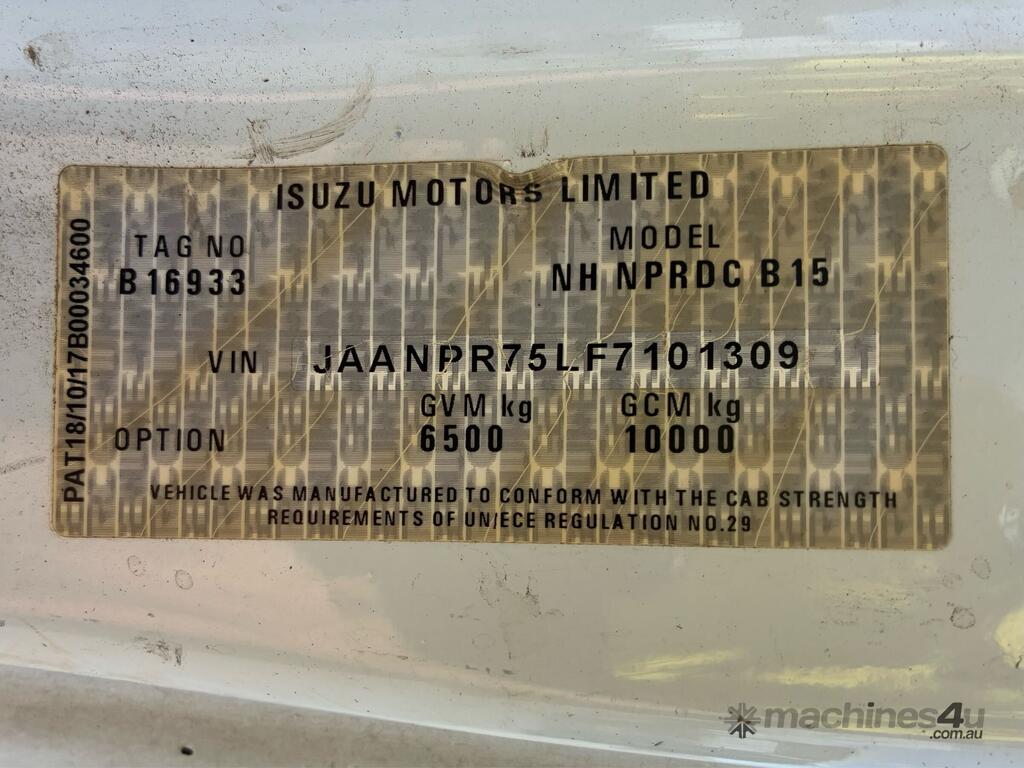 ISUZU MOTORS LIMITED
TAG NO
B16933
MODEL
NH NPRDC B15
VIN JAANPR75LF7101309
GVM kg
6500
GCM kg
10000
OPTION
VEHICLE WAS MANUFACTURED TO CONFORM WITH THE CAB STRENGTH
REQUIREMENTS OF UN/ECE REGULATION NO.29
PAT18/10/17B00034600
machines4u
.com.au